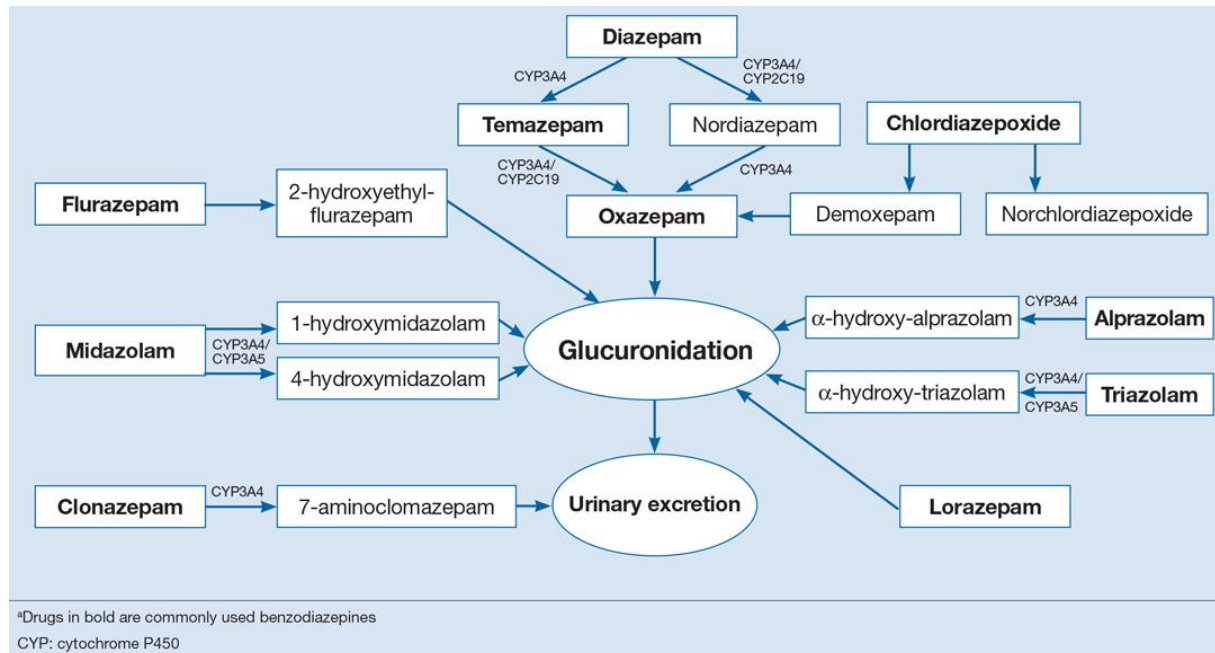 Diazepam
CYP3A4
CYP3A4/
CYP2C19
Temazepam
Nordiazepam
Chlordiazepoxide
CYP3A4/
CYP2C19
CYP3A4
Flurazepam
2-hydroxyethyl-
flurazepam
Oxazepam
Demoxepam
Norchlordiazepoxide
Midazolam
CYP3A4/
CYP3A5
1-hydroxymidazolam
4-hydroxymidazolam
Glucuronidation
α-hydroxy-alprazolam
CYP3A4
Alprazolam
α-hydroxy-triazolam
CYP3A4/
CYP3A5
Triazolam
Clonazepam
CYP3A4
7-aminoclomazepam
Urinary excretion
Lorazepam
ᵃDrugs in bold are commonly used benzodiazepines
CYP: cytochrome P450